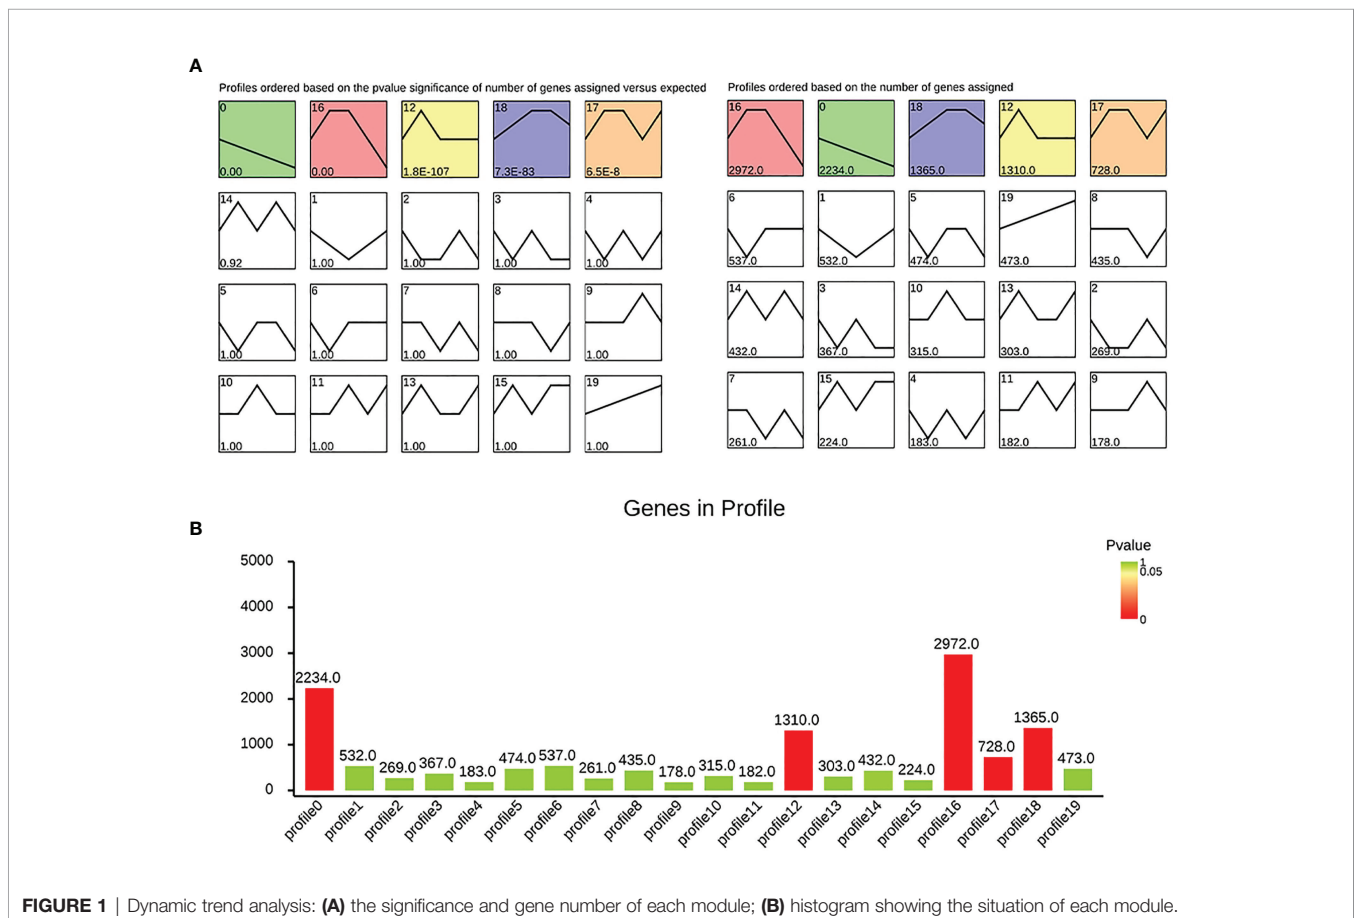 A
Profiles ordered based on the pvalue significance of number of genes assigned versus expected
0 16 12 18 17
0.00 0.00 1.8E-107 7.3E-83 6.5E-8
14 1 2 3 4
0.92 1.00 1.00 1.00 1.00
5 6 7 8 9
1.00 1.00 1.00 1.00 1.00
10 11 13 15 19
1.00 1.00 1.00 1.00 1.00
Profiles ordered based on the number of genes assigned
16 0 18 12 17
2972.0 2234.0 1365.0 1310.0 728.0
6 1 5 19 8
537.0 532.0 474.0 473.0 435.0
14 3 10 13 2
432.0 367.0 315.0 303.0 269.0
7 15 4 11 9
261.0 224.0 183.0 182.0 178.0
B
Genes in Profile
5000
4000
3000
2000
1000
0
2234.0 532.0 269.0 367.0 183.0 474.0 537.0 261.0 435.0 178.0 315.0 182.0 1310.0 303.0 432.0 224.0 2972.0 728.0 1365.0 473.0
profile0 profile1 profile2 profile3 profile4 profile5 profile6 profile7 profile8 profile9 profile10 profile11 profile12 profile13 profile14 profile15 profile16 profile17 profile18 profile19
Pvalue
1
0.05
0
FIGURE 1 | Dynamic trend analysis: (A) the significance and gene number of each module; (B) histogram showing the situation of each module.